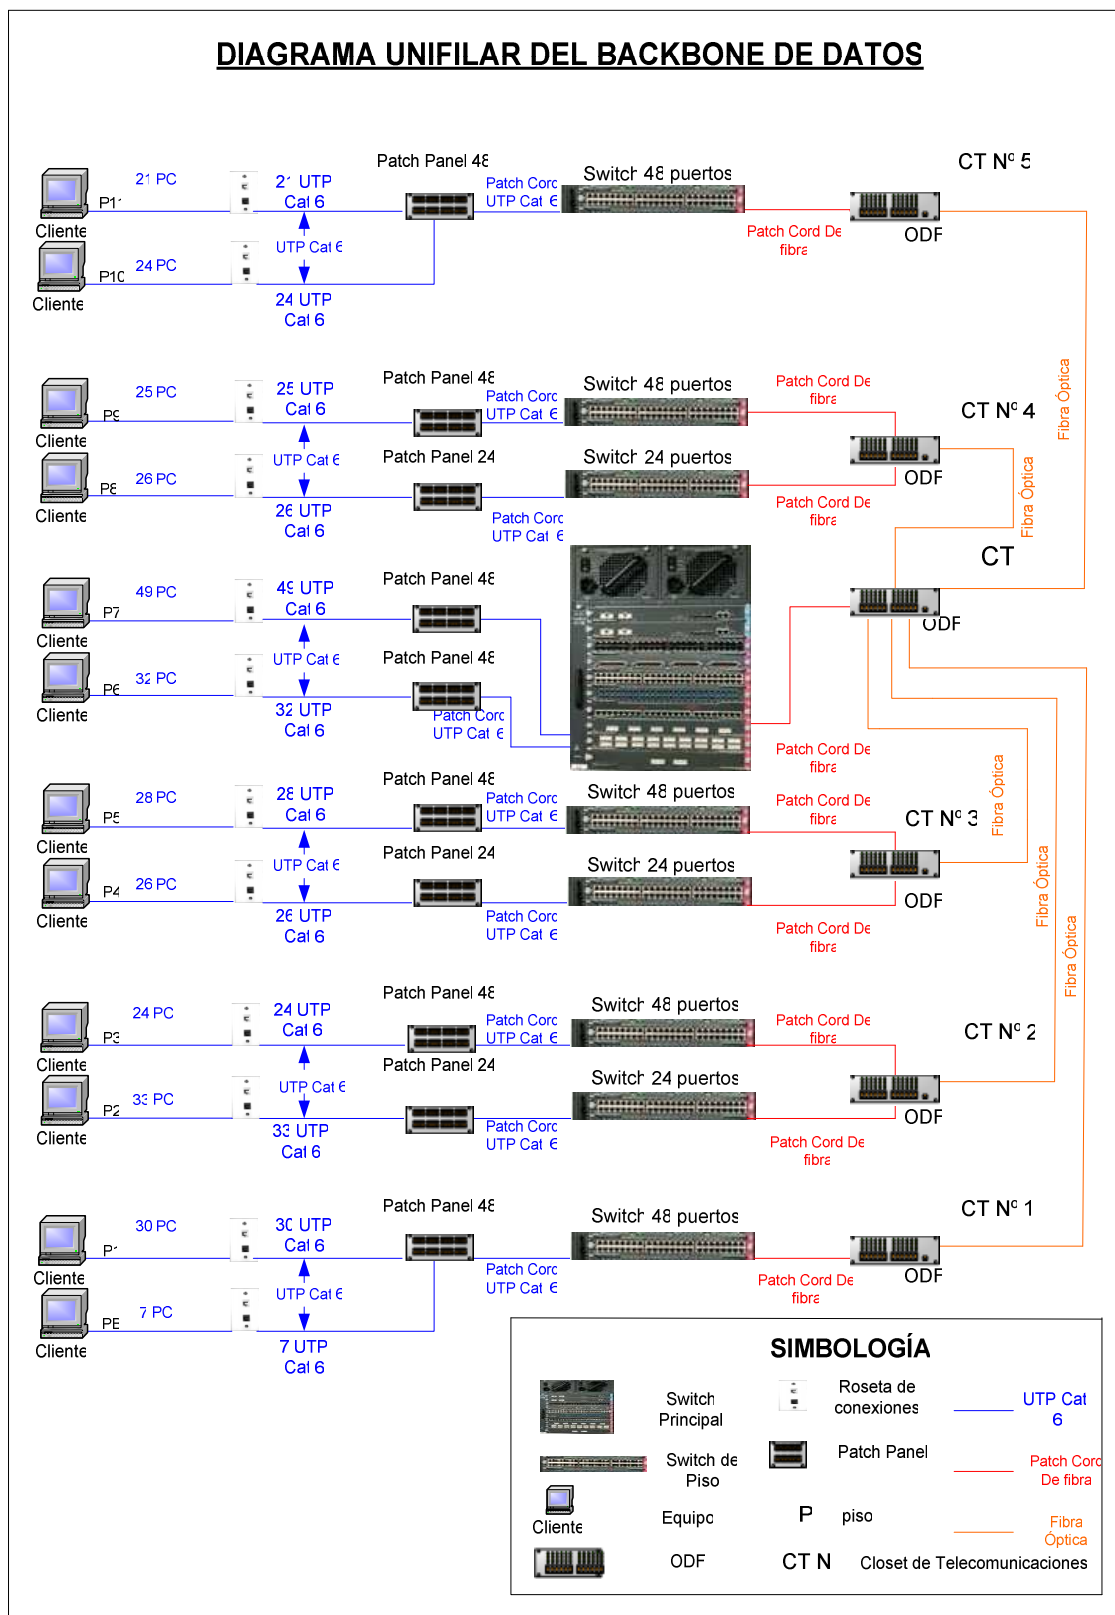 DIAGRAMA UNIFILAR DEL BACKBONE DE DATOS
CT Nº 5
Patch Panel 48
Switch 48 puertos
21 PC
21 UTP
Cat 6
Patch Cord
UTP Cat 6
P11
Cliente
ODF
Patch Cord De
fibra
UTP Cat 6
24 PC
P10
Cliente
24 UTP
Cat 6
Fibra Óptica
Patch Panel 48
Switch 48 puertos
Patch Cord De
fibra
CT Nº 4
25 PC
25 UTP
Cat 6
Patch Cord
UTP Cat 6
P9
Cliente
UTP Cat 6
Patch Panel 24
Switch 24 puertos
ODF
26 PC
P8
Cliente
26 UTP
Cat 6
Patch Cord
UTP Cat 6
Patch Cord De
fibra
Fibra Óptica
CT
Patch Panel 48
49 PC
49 UTP
Cat 6
P7
Cliente
ODF
UTP Cat 6
Patch Panel 48
32 PC
P6
Cliente
32 UTP
Cat 6
Patch Cord
UTP Cat 6
Patch Cord De
fibra
Patch Panel 48
Switch 48 puertos
Patch Cord De
fibra
CT Nº 3
28 PC
28 UTP
Cat 6
Patch Cord
UTP Cat 6
P5
Cliente
Fibra Óptica
UTP Cat 6
Patch Panel 24
Switch 24 puertos
ODF
26 PC
P4
Cliente
26 UTP
Cat 6
Patch Cord
UTP Cat 6
Patch Cord De
fibra
Fibra Óptica
Fibra Óptica
Patch Panel 48
Switch 48 puertos
Patch Cord De
fibra
CT Nº 2
24 PC
24 UTP
Cat 6
Patch Cord
UTP Cat 6
P3
Cliente
UTP Cat 6
Patch Panel 24
Switch 24 puertos
ODF
33 PC
P2
Cliente
33 UTP
Cat 6
Patch Cord
UTP Cat 6
Patch Cord De
fibra
Patch Panel 48
Switch 48 puertos
CT Nº 1
30 PC
30 UTP
Cat 6
P1
Cliente
Patch Cord
UTP Cat 6
Patch Cord De
fibra
ODF
UTP Cat 6
7 PC
PB
Cliente
7 UTP
Cat 6
SIMBOLOGÍA
Switch
Principal
Roseta de
conexiones
UTP Cat
6
Switch de
Piso
Patch Panel
Patch Cord
De fibra
Cliente
Equipo
P
piso
Fibra
Óptica
ODF
CT N
Closet de Telecomunicaciones